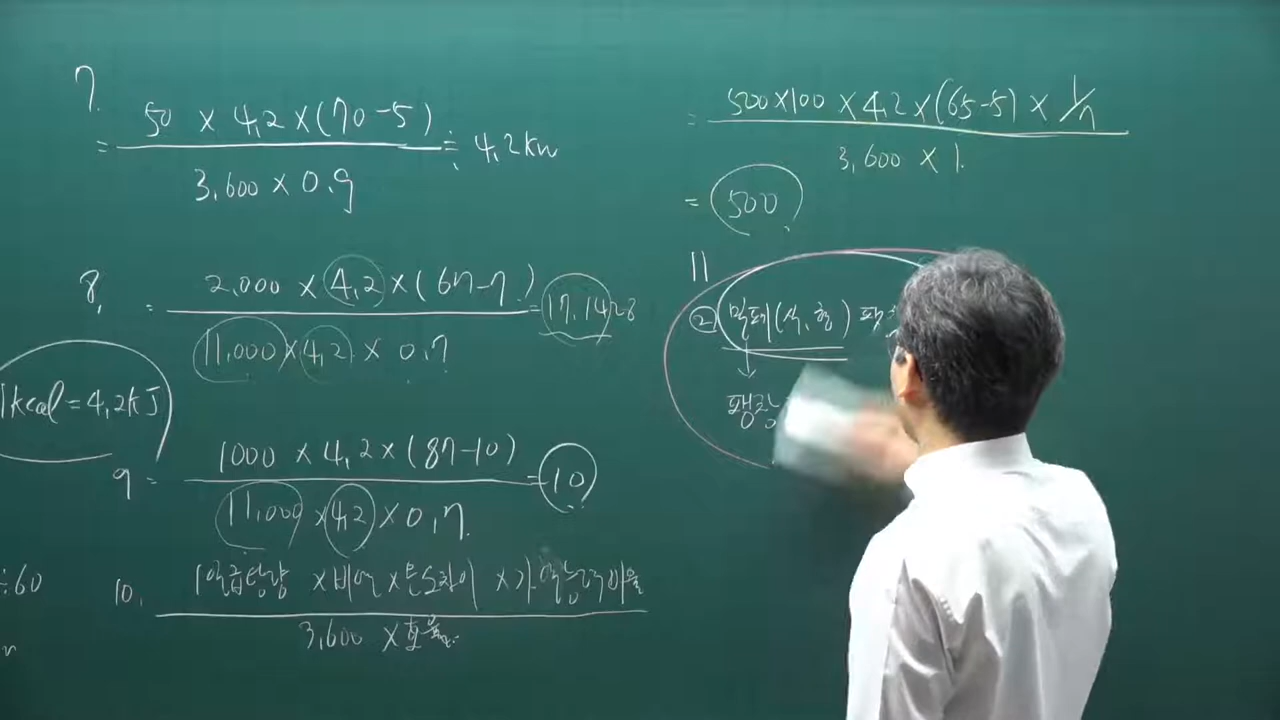 7.
= 50 × 4,2 × (70-5) ≒ 4,2kw
3,600 × 0.9
8,
= 2,000 × 4,2 × (67-7) = 17.1428
11,000 × 4,2 × 0.7
1kcal=4,2kJ
9 = 1000 × 4,2 × (87-10) = 10
11,000 × 4,2 × 0,7
÷60
10. 1일급탕량 × 비열 × 온도차이 × 가열능력비율
3,600 × 효율
= 500×100 × 4,2 × (65-5) × 1/7
3,600 × 1.
= 500
11
② 밀폐(식,형)
↓
팽창